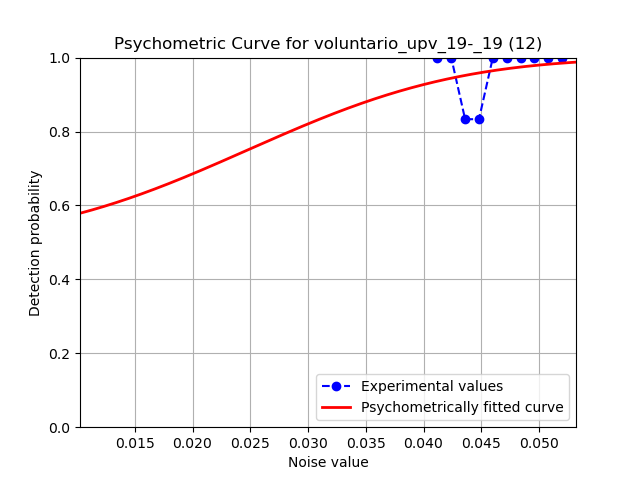 Psychometric Curve for voluntario_upv_19-_19 (12)
1.0
0.8
0.6
0.4
0.2
0.0
Detection probability
0.015 0.020 0.025 0.030 0.035 0.040 0.045 0.050
Noise value
Experimental values
Psychometrically fitted curve